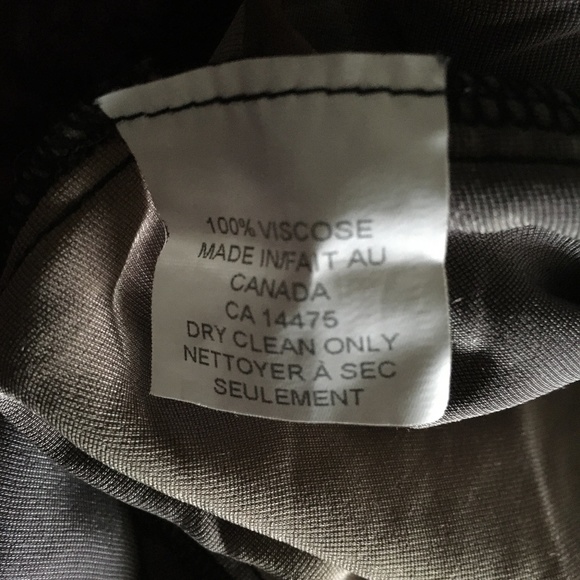 100% VISCOSE
MADE IN/FAIT AU
CANADA
CA 14475
DRY CLEAN ONLY
NETTOYER À SEC
SEULEMENT